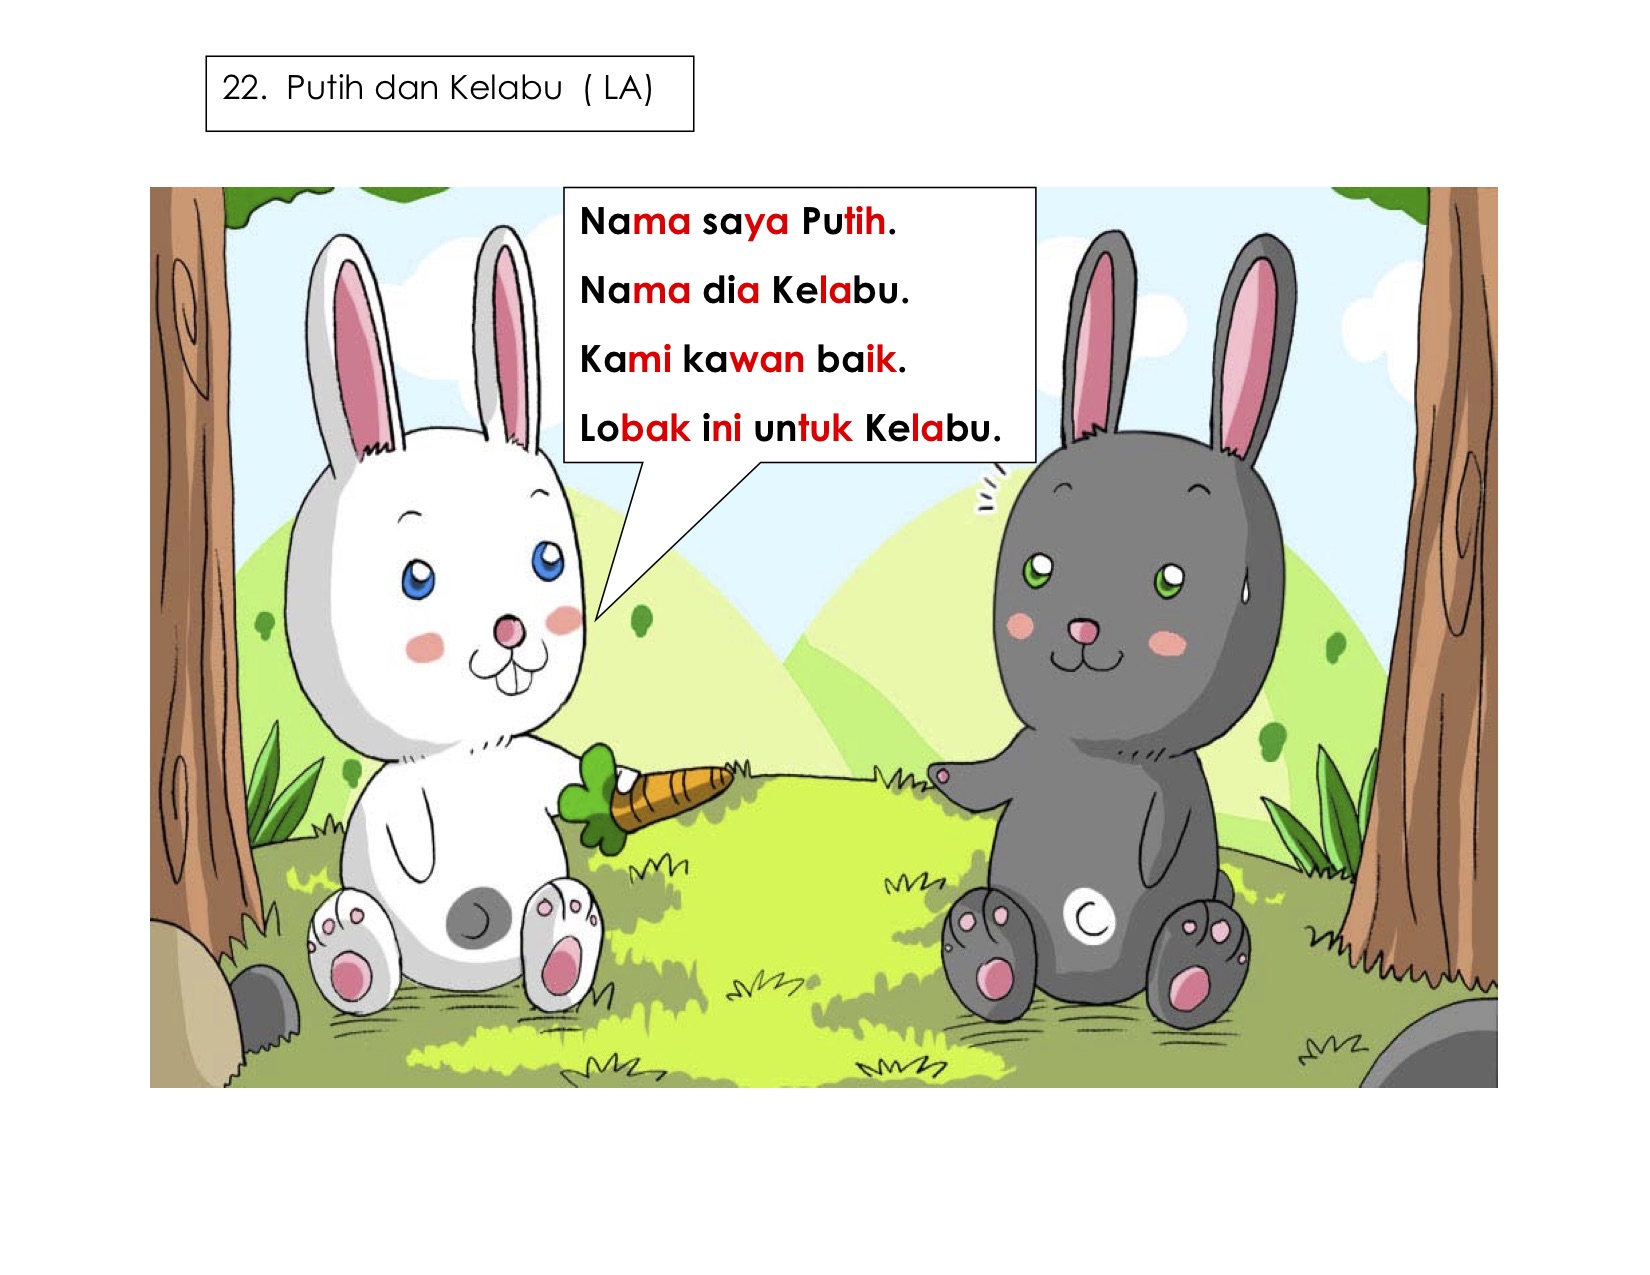 22.  Putih dan Kelabu  ( LA)
Nama saya Putih.
Nama dia Kelabu.
Kami kawan baik.
Lobak ini untuk Kelabu.